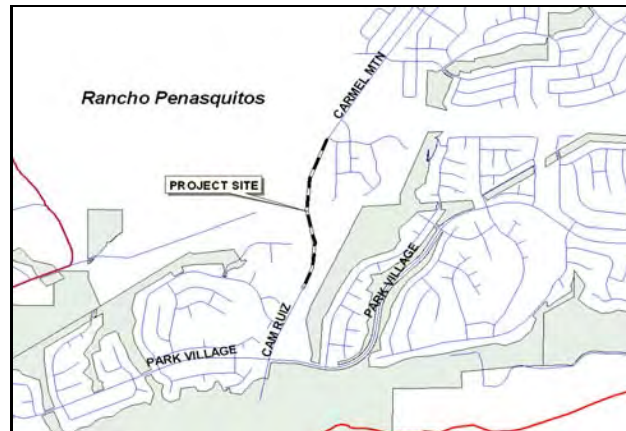 CARMEL MTN
Rancho Penasquitos
PROJECT SITE
PARK VILLAGE
CAM RUIZ
PARK VILLAGE